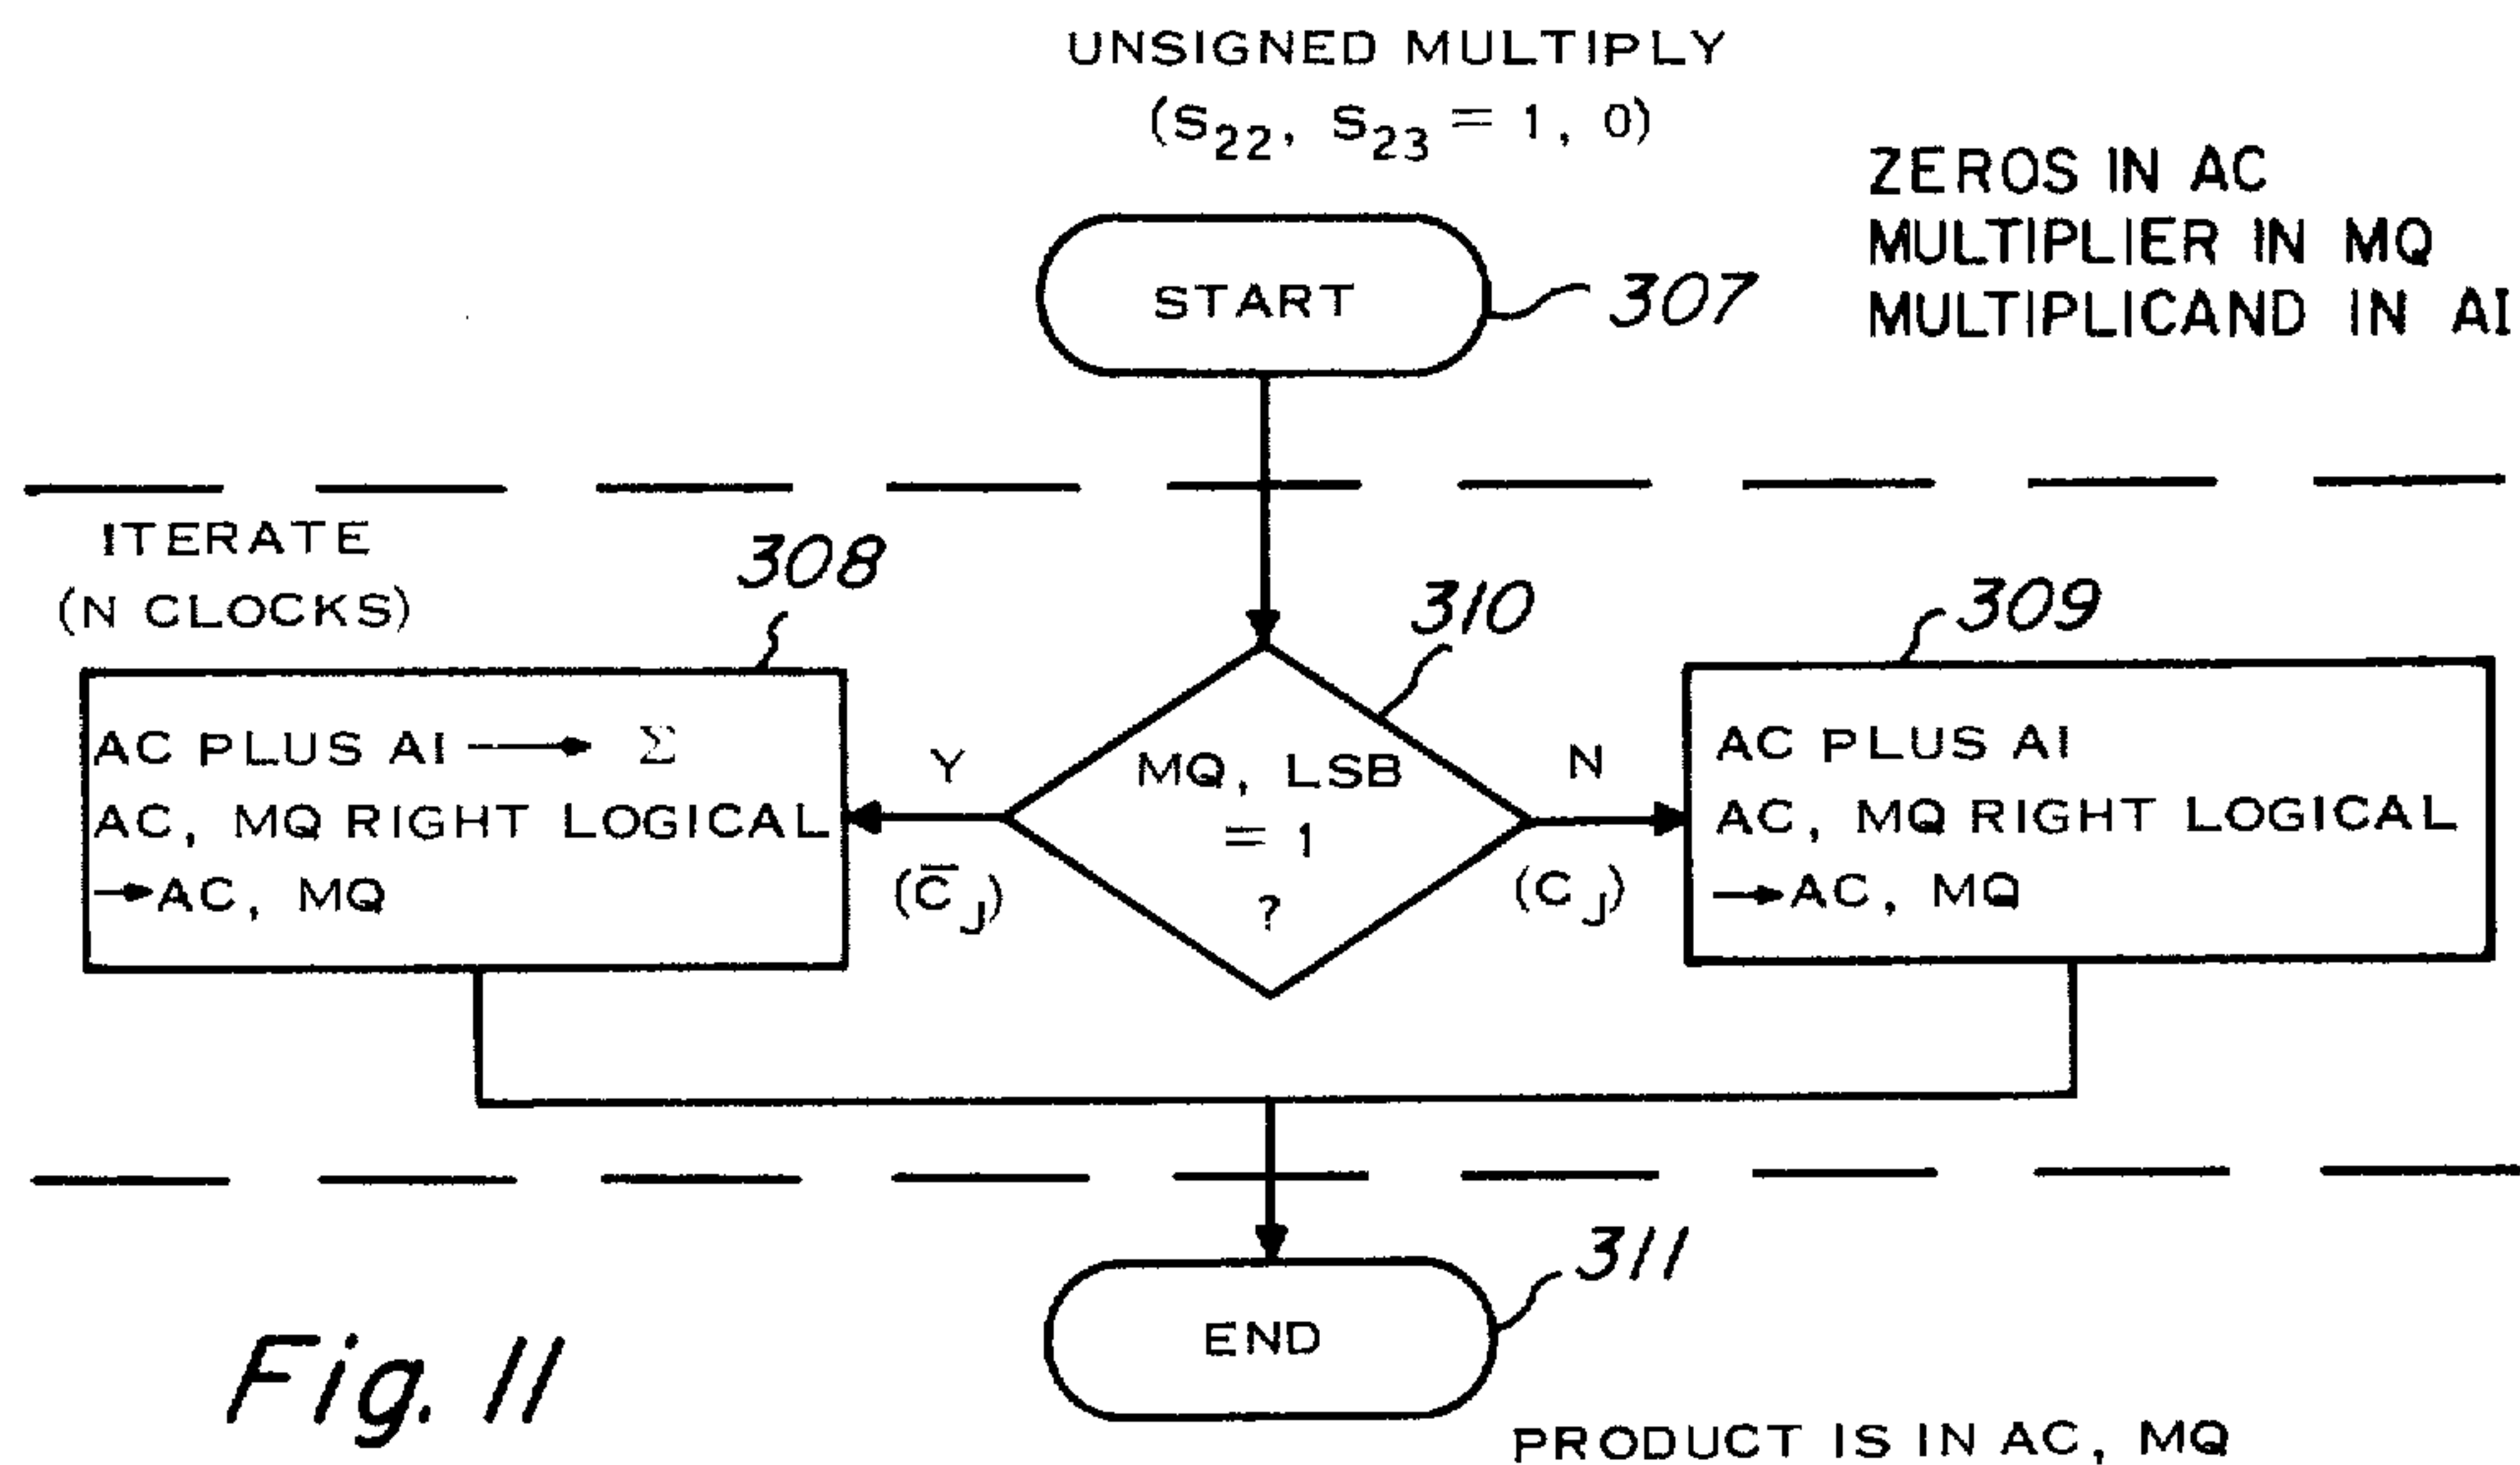 UNSIGNED MULTIPLY
(S22, S23 = 1, 0)
ZEROS IN AC
MULTIPLIER IN MQ
MULTIPLICAND IN AI
START
307
ITERATE
(N CLOCKS)
308
310
309
AC PLUS AI → Σ
AC, MQ RIGHT LOGICAL
→AC, MQ
Y
(C̅J)
MQ, LSB
= 1
?
N
(CJ)
AC PLUS AI
AC, MQ RIGHT LOGICAL
→AC, MQ
311
END
Fig. 11
PRODUCT IS IN AC, MQ